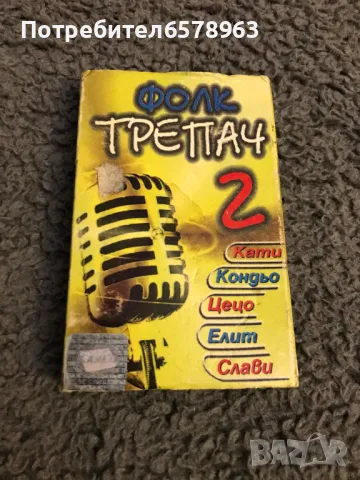 Потребител6578963
ФОЛК
ТРЕПАЧ
2
Кати
Кондьо
Цецо
Елит
Слави
BAZAR